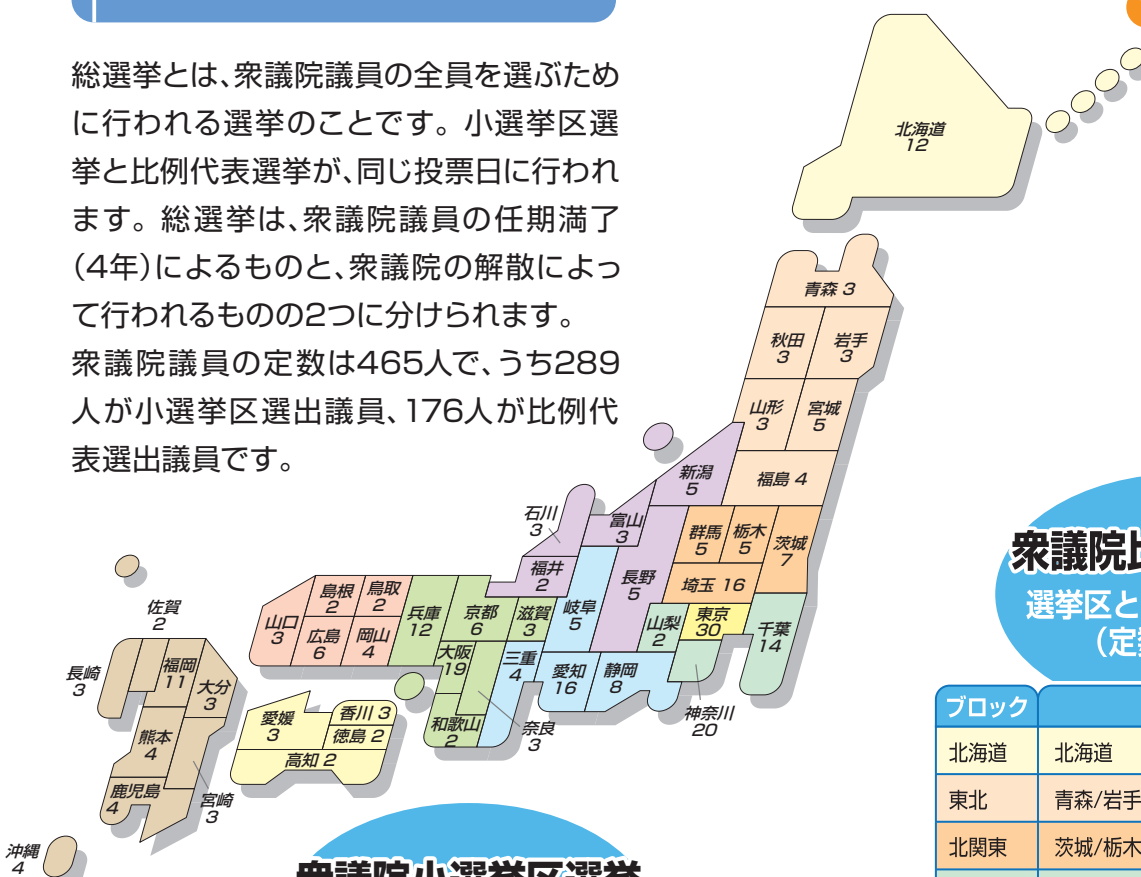 総選挙とは、衆議院議員の全員を選ぶため
に行われる選挙のことです。小選挙区選
挙と比例代表選挙が、同じ投票日に行われ
ます。総選挙は、衆議院議員の任期満了
(4年)によるものと、衆議院の解散によっ
て行われるものの2つに分けられます。
衆議院議員の定数は465人で、うち289
人が小選挙区選出議員、176人が比例代
表選出議員です。
北海道
12
青森 3
秋田
3
岩手
3
山形
3
宮城
5
福島 4
新潟
5
石川
3
富山
3
福井
2
長野
5
群馬
5
栃木
5
茨城
7
埼玉 16
山梨
2
東京
30
千葉
14
神奈川
20
岐阜
5
愛知
16
静岡
8
三重
4
滋賀
3
京都
6
兵庫
12
大阪
19
和歌山
2
奈良
3
鳥取
2
島根
2
岡山
4
広島
6
山口
3
香川 3
徳島 2
愛媛
3
高知 2
佐賀
2
長崎
3
福岡
11
大分
3
熊本
4
宮崎
3
鹿児島
4
沖縄
4
衆議院小選挙区選挙
衆議院比
選挙区と
(定数
ブロック
北海道 北海道
東北 青森/岩手
北関東 茨城/栃木